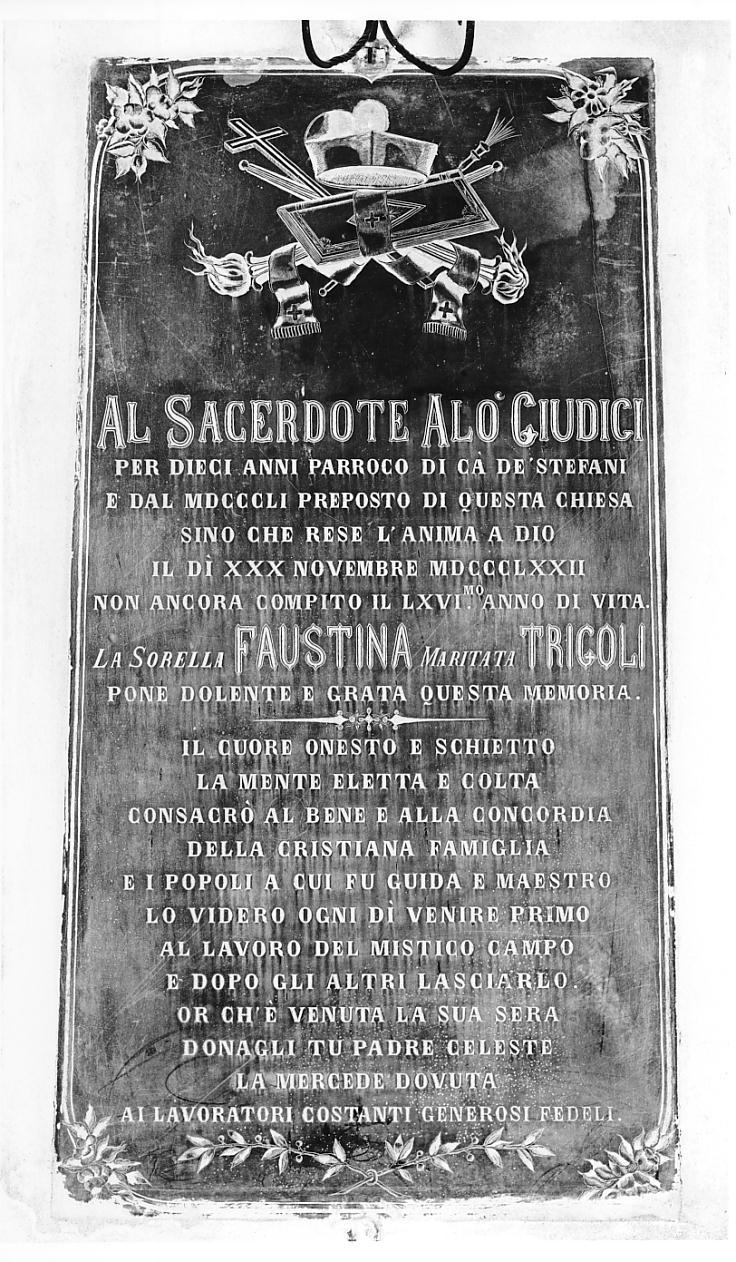 AL SACERDOTE ALO' GIUDICI
PER DIECI ANNI PARROCO DI CÀ DE' STEFANI
E DAL MDCCCLI PREPOSTO DI QUESTA CHIESA
SINO CHE RESE L'ANIMA A DIO
IL DÌ XXX NOVEMBRE MDCCCLXXII
NON ANCORA COMPITO IL LXVI.MO ANNO DI VITA.
LA SORELLA FAUSTINA MARITATA TRIGOLI
PONE DOLENTE E GRATA QUESTA MEMORIA.
IL CUORE ONESTO E SCHIETTO
LA MENTE ELETTA E COLTA
CONSACRÒ AL BENE E ALLA CONCORDIA
DELLA CRISTIANA FAMIGLIA
E I POPOLI A CUI FU GUIDA E MAESTRO
LO VIDERO OGNI DÌ VENIRE PRIMO
AL LAVORO DEL MISTICO CAMPO
E DOPO GLI ALTRI LASCIARLO.
OR CH'È VENUTA LA SUA SERA
DONAGLI TU PADRE CELESTE
LA MERCEDE DOVUTA
AI LAVORATORI COSTANTI GENEROSI FEDELI.